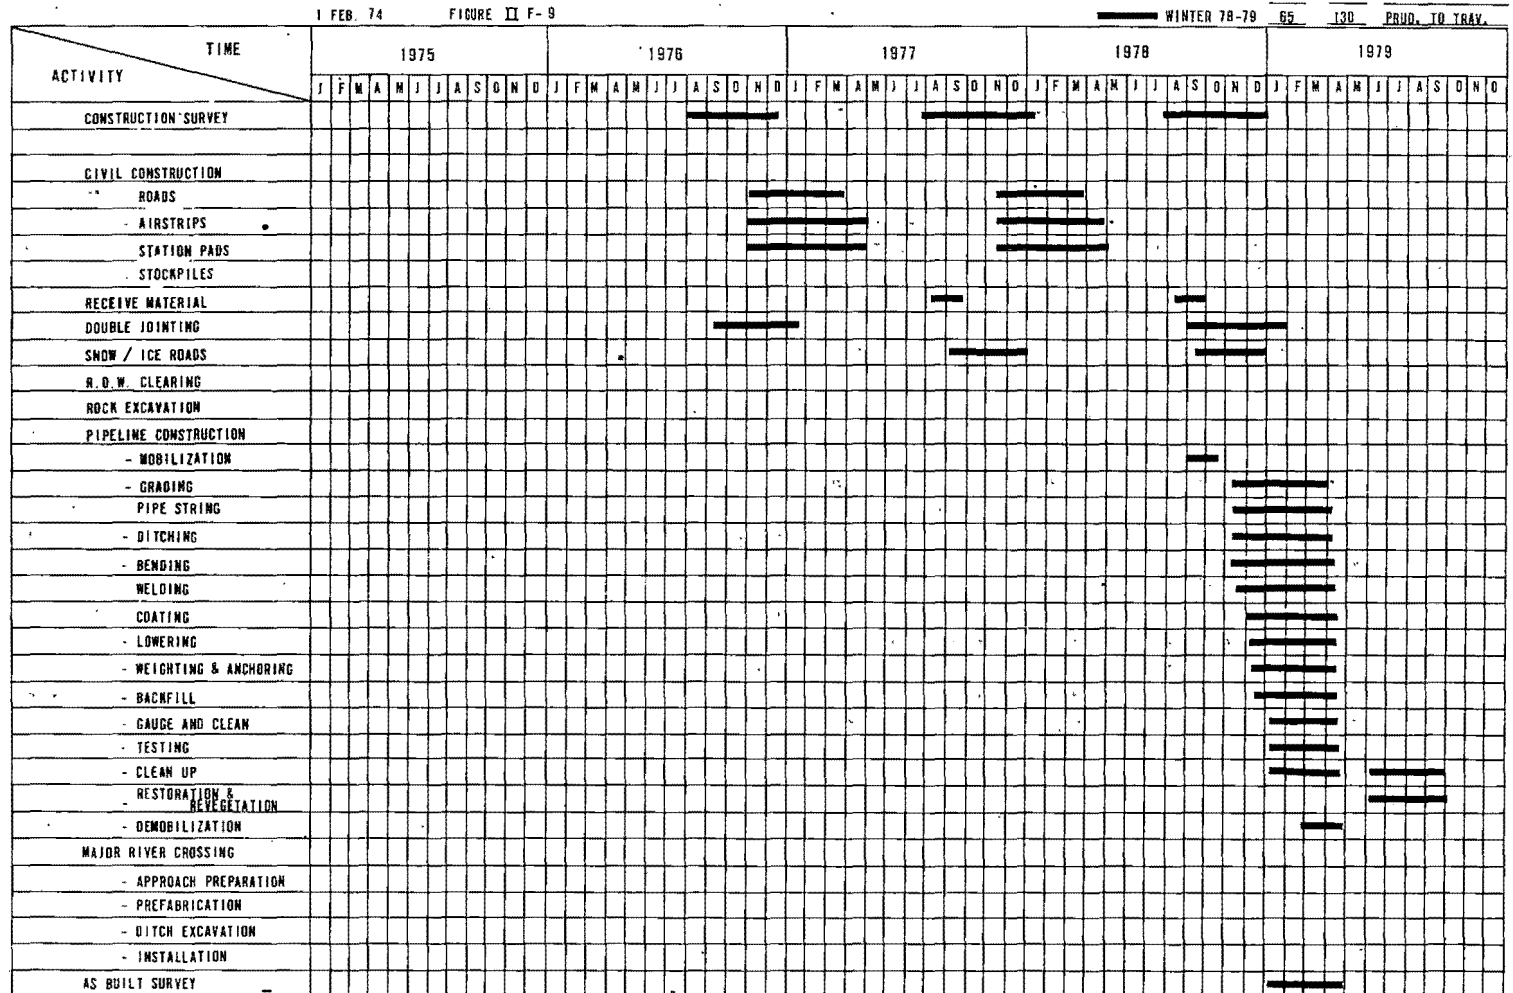 1 FEB. 74 FIGURE II F-9 WINTER 78-79 65 130 PRUD. TO TRAV.
TIME 1975 1976 1977 1978 1979
ACTIVITY J F M A M J J A S O N D J F M A M J J A S O N D J F M A M J J A S O N D J F M A M J J A S O N D J F M A M J J A S O N D
CONSTRUCTION SURVEY
CIVIL CONSTRUCTION
ROADS
- AIRSTRIPS
STATION PADS
STOCKPILES
RECEIVE MATERIAL
DOUBLE JOINTING
SNOW / ICE ROADS
R.O.W. CLEARING
ROCK EXCAVATION
PIPELINE CONSTRUCTION
- MOBILIZATION
- GRADING
PIPE STRING
- DITCHING
- BENDING
WELDING
COATING
- LOWERING
- WEIGHTING & ANCHORING
- BACKFILL
- GAUGE AND CLEAN
- TESTING
- CLEAN UP
- RESTORATION &
REVEGETATION
- DEMOBILIZATION
MAJOR RIVER CROSSING
- APPROACH PREPARATION
- PREFABRICATION
- DITCH EXCAVATION
- INSTALLATION
AS BUILT SURVEY